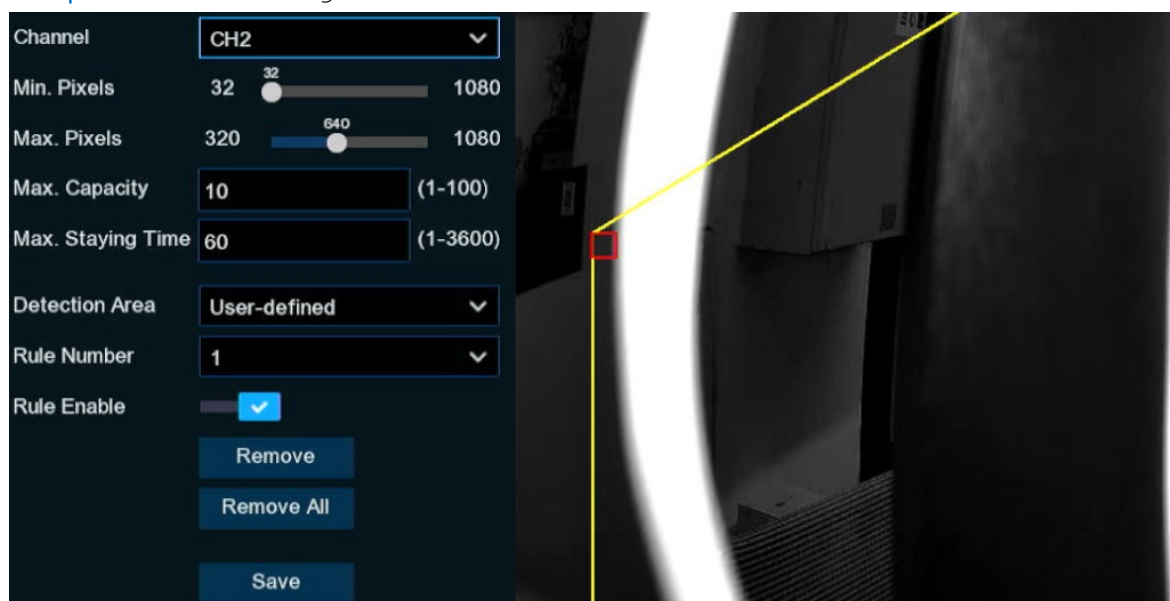 Channel CH2
32
Min. Pixels 32 1080
640
Max. Pixels 320 1080
Max. Capacity 10 (1-100)
Max. Staying Time 60 (1-3600)
Detection Area User-defined
Rule Number 1
Rule Enable
Remove
Remove All
Save